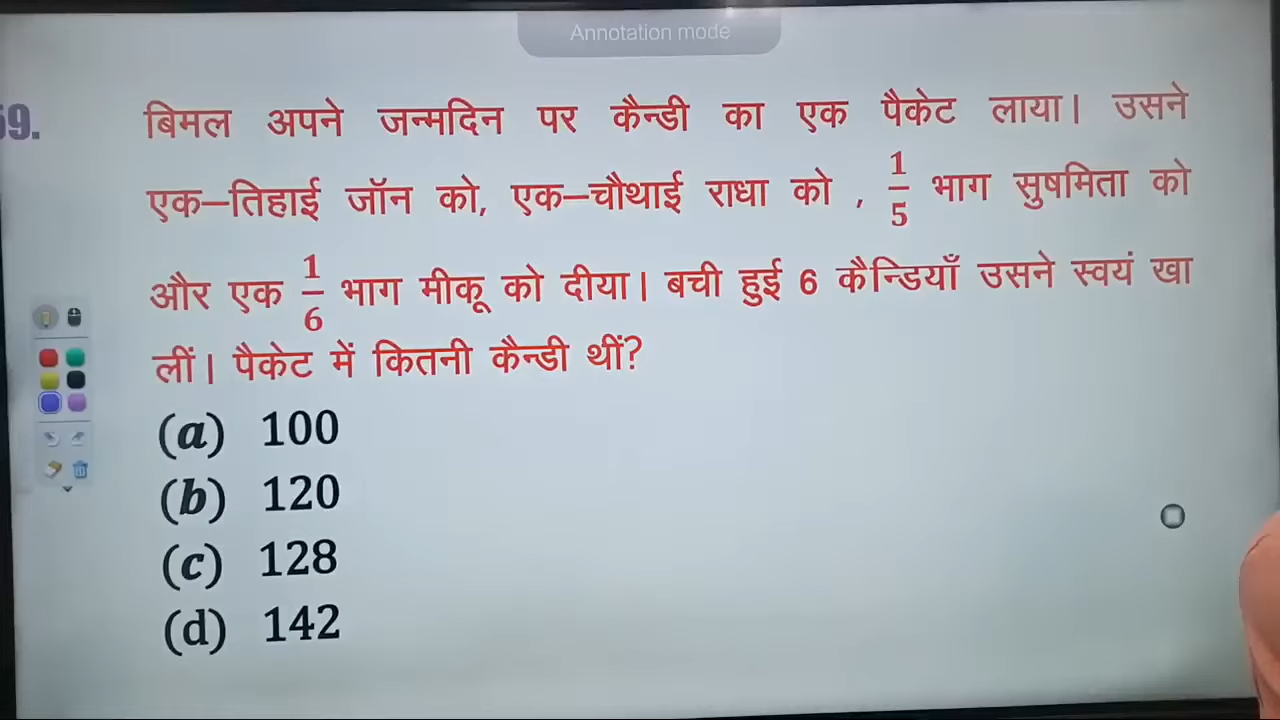 Annotation mode
59. बिमल अपने जन्मदिन पर कैन्डी का एक पैकेट लाया। उसने
एक–तिहाई जॉन को, एक–चौथाई राधा को , 1/5 भाग सुषमिता को
और एक 1/6 भाग मीकू को दीया। बची हुई 6 कैन्डियाँ उसने स्वयं खा
लीं। पैकेट में कितनी कैन्डी थीं?
(a) 100
(b) 120
(c) 128
(d) 142